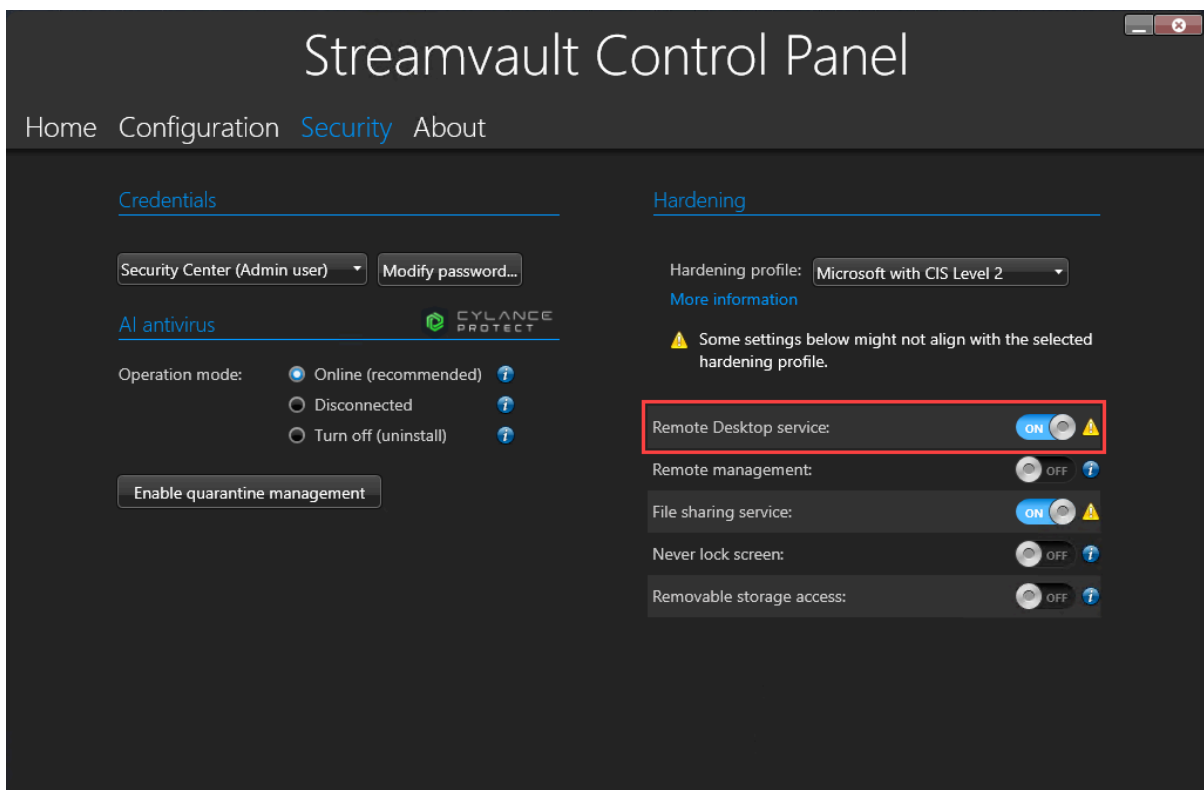 Streamvault Control Panel
Home Configuration Security About
Credentials
Security Center (Admin user) Modify password...
AI antivirus CYLANCE
PROTECT
Operation mode: Online (recommended)
Disconnected
Turn off (uninstall)
Enable quarantine management
Hardening
Hardening profile: Microsoft with CIS Level 2
More information
Some settings below might not align with the selected
hardening profile.
Remote Desktop service: ON
Remote management: OFF
File sharing service: ON
Never lock screen: OFF
Removable storage access: OFF